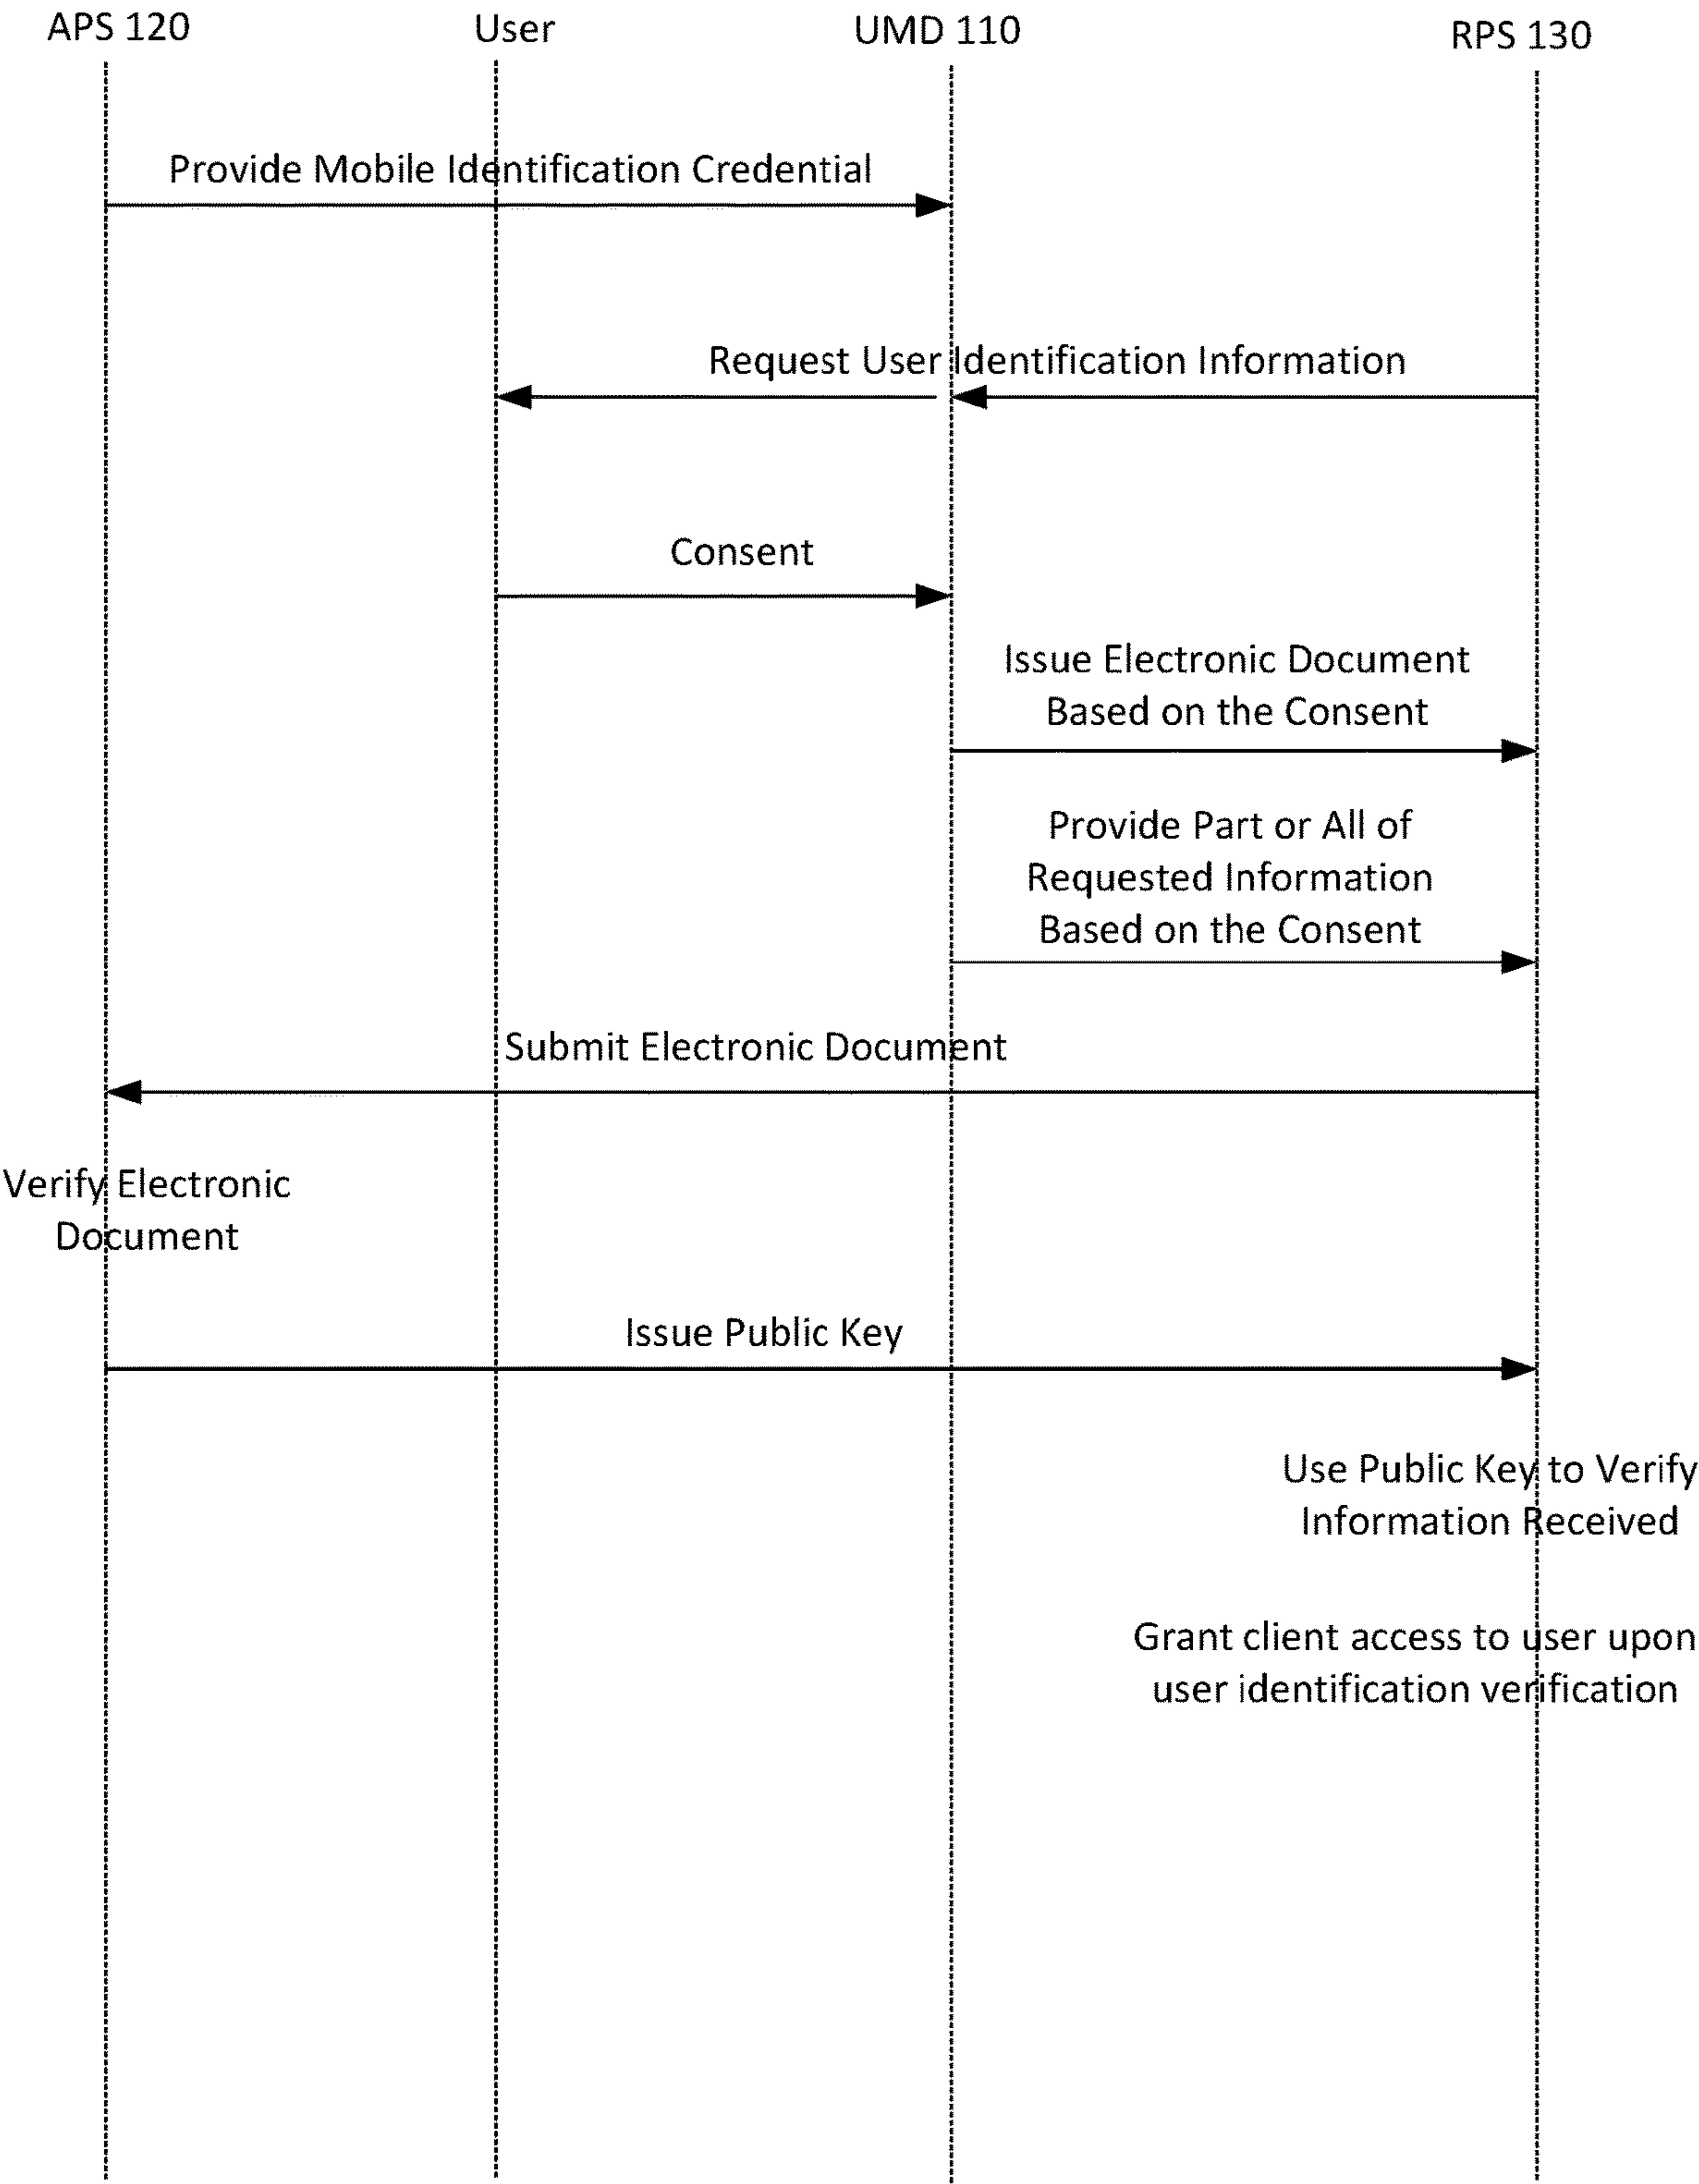 APS 120
User
UMD 110
RPS 130
Provide Mobile Identification Credential
Request User Identification Information
Consent
Issue Electronic Document
Based on the Consent
Provide Part or All of
Requested Information
Based on the Consent
Submit Electronic Document
Verify Electronic
Document
Issue Public Key
Use Public Key to Verify
Information Received
Grant client access to user upon
user identification verification